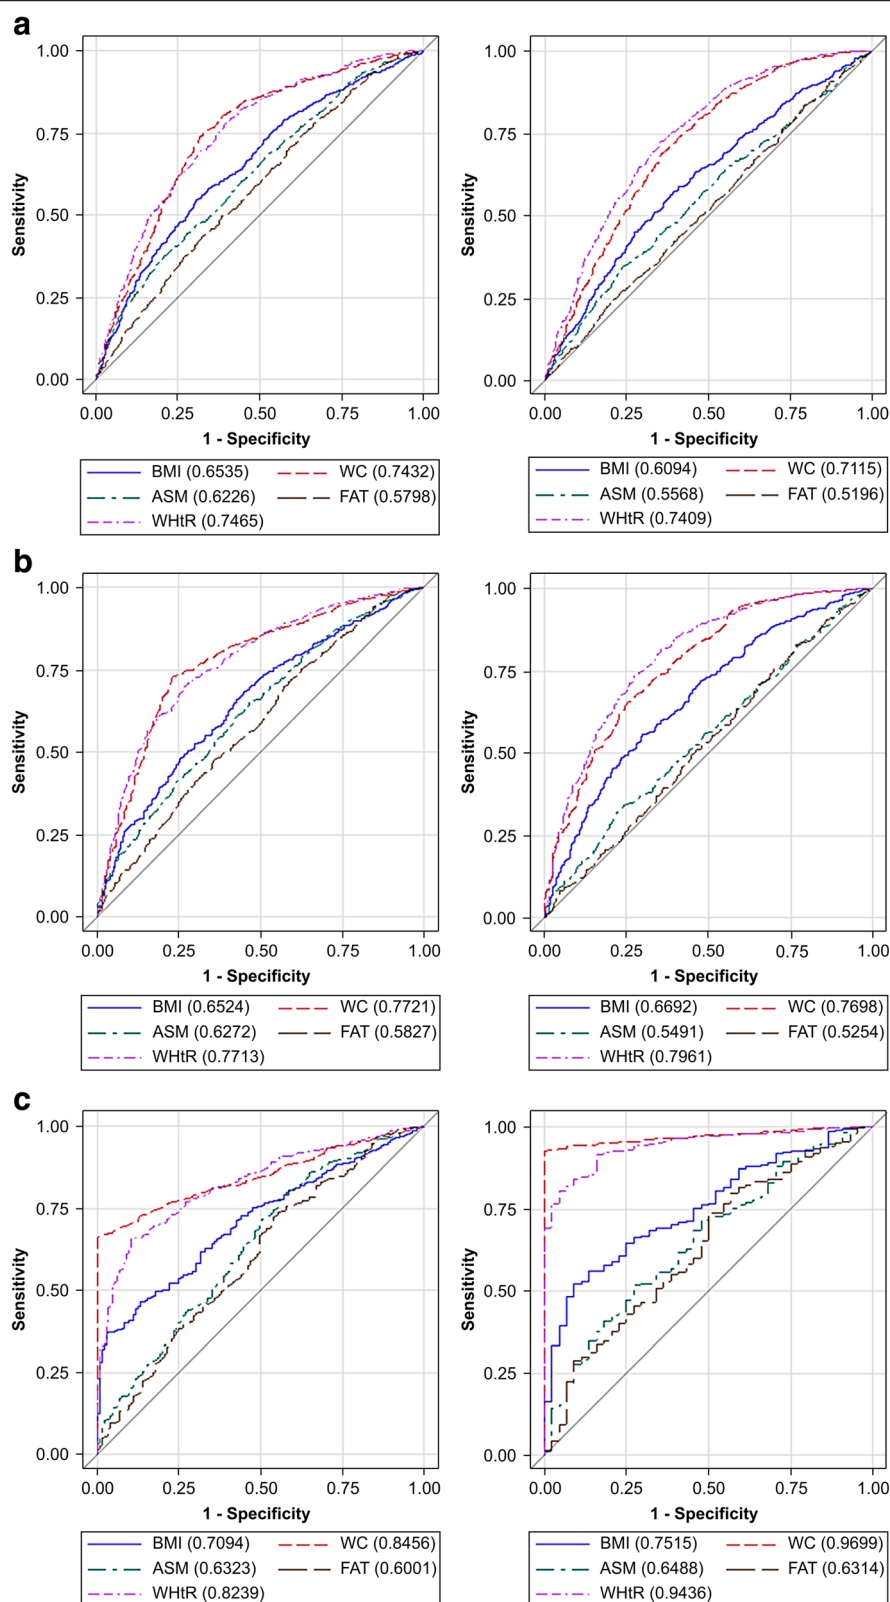 a
1.00
0.75
0.50
0.25
0.00
Sensitivity
0.00 0.25 0.50 0.75 1.00
1 - Specificity
BMI (0.6535) WC (0.7432)
ASM (0.6226) FAT (0.5798)
WHtR (0.7465)
1.00
0.75
0.50
0.25
0.00
Sensitivity
0.00 0.25 0.50 0.75 1.00
1 - Specificity
BMI (0.6094) WC (0.7115)
ASM (0.5568) FAT (0.5196)
WHtR (0.7409)
b
1.00
0.75
0.50
0.25
0.00
Sensitivity
0.00 0.25 0.50 0.75 1.00
1 - Specificity
BMI (0.6524) WC (0.7721)
ASM (0.6272) FAT (0.5827)
WHtR (0.7713)
1.00
0.75
0.50
0.25
0.00
Sensitivity
0.00 0.25 0.50 0.75 1.00
1 - Specificity
BMI (0.6692) WC (0.7698)
ASM (0.5491) FAT (0.5254)
WHtR (0.7961)
c
1.00
0.75
0.50
0.25
0.00
Sensitivity
0.00 0.25 0.50 0.75 1.00
1 - Specificity
BMI (0.7094) WC (0.8456)
ASM (0.6323) FAT (0.6001)
WHtR (0.8239)
1.00
0.75
0.50
0.25
0.00
Sensitivity
0.00 0.25 0.50 0.75 1.00
1 - Specificity
BMI (0.7515) WC (0.9699)
ASM (0.6488) FAT (0.6314)
WHtR (0.9436)